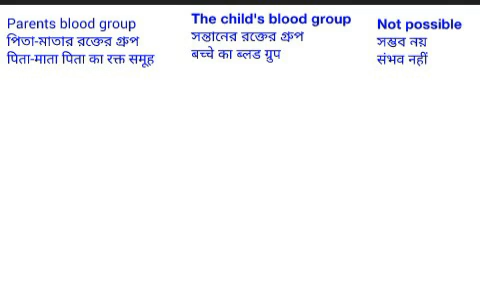 Parents blood group
পিতা-মাতার রক্তের গ্রুপ
पिता-माता पिता का रक्त समूह
The child's blood group
সন্তানের রক্তের গ্রুপ
बच्चे का ब्लड ग्रुप
Not possible
সম্ভব নয়
संभव नहीं